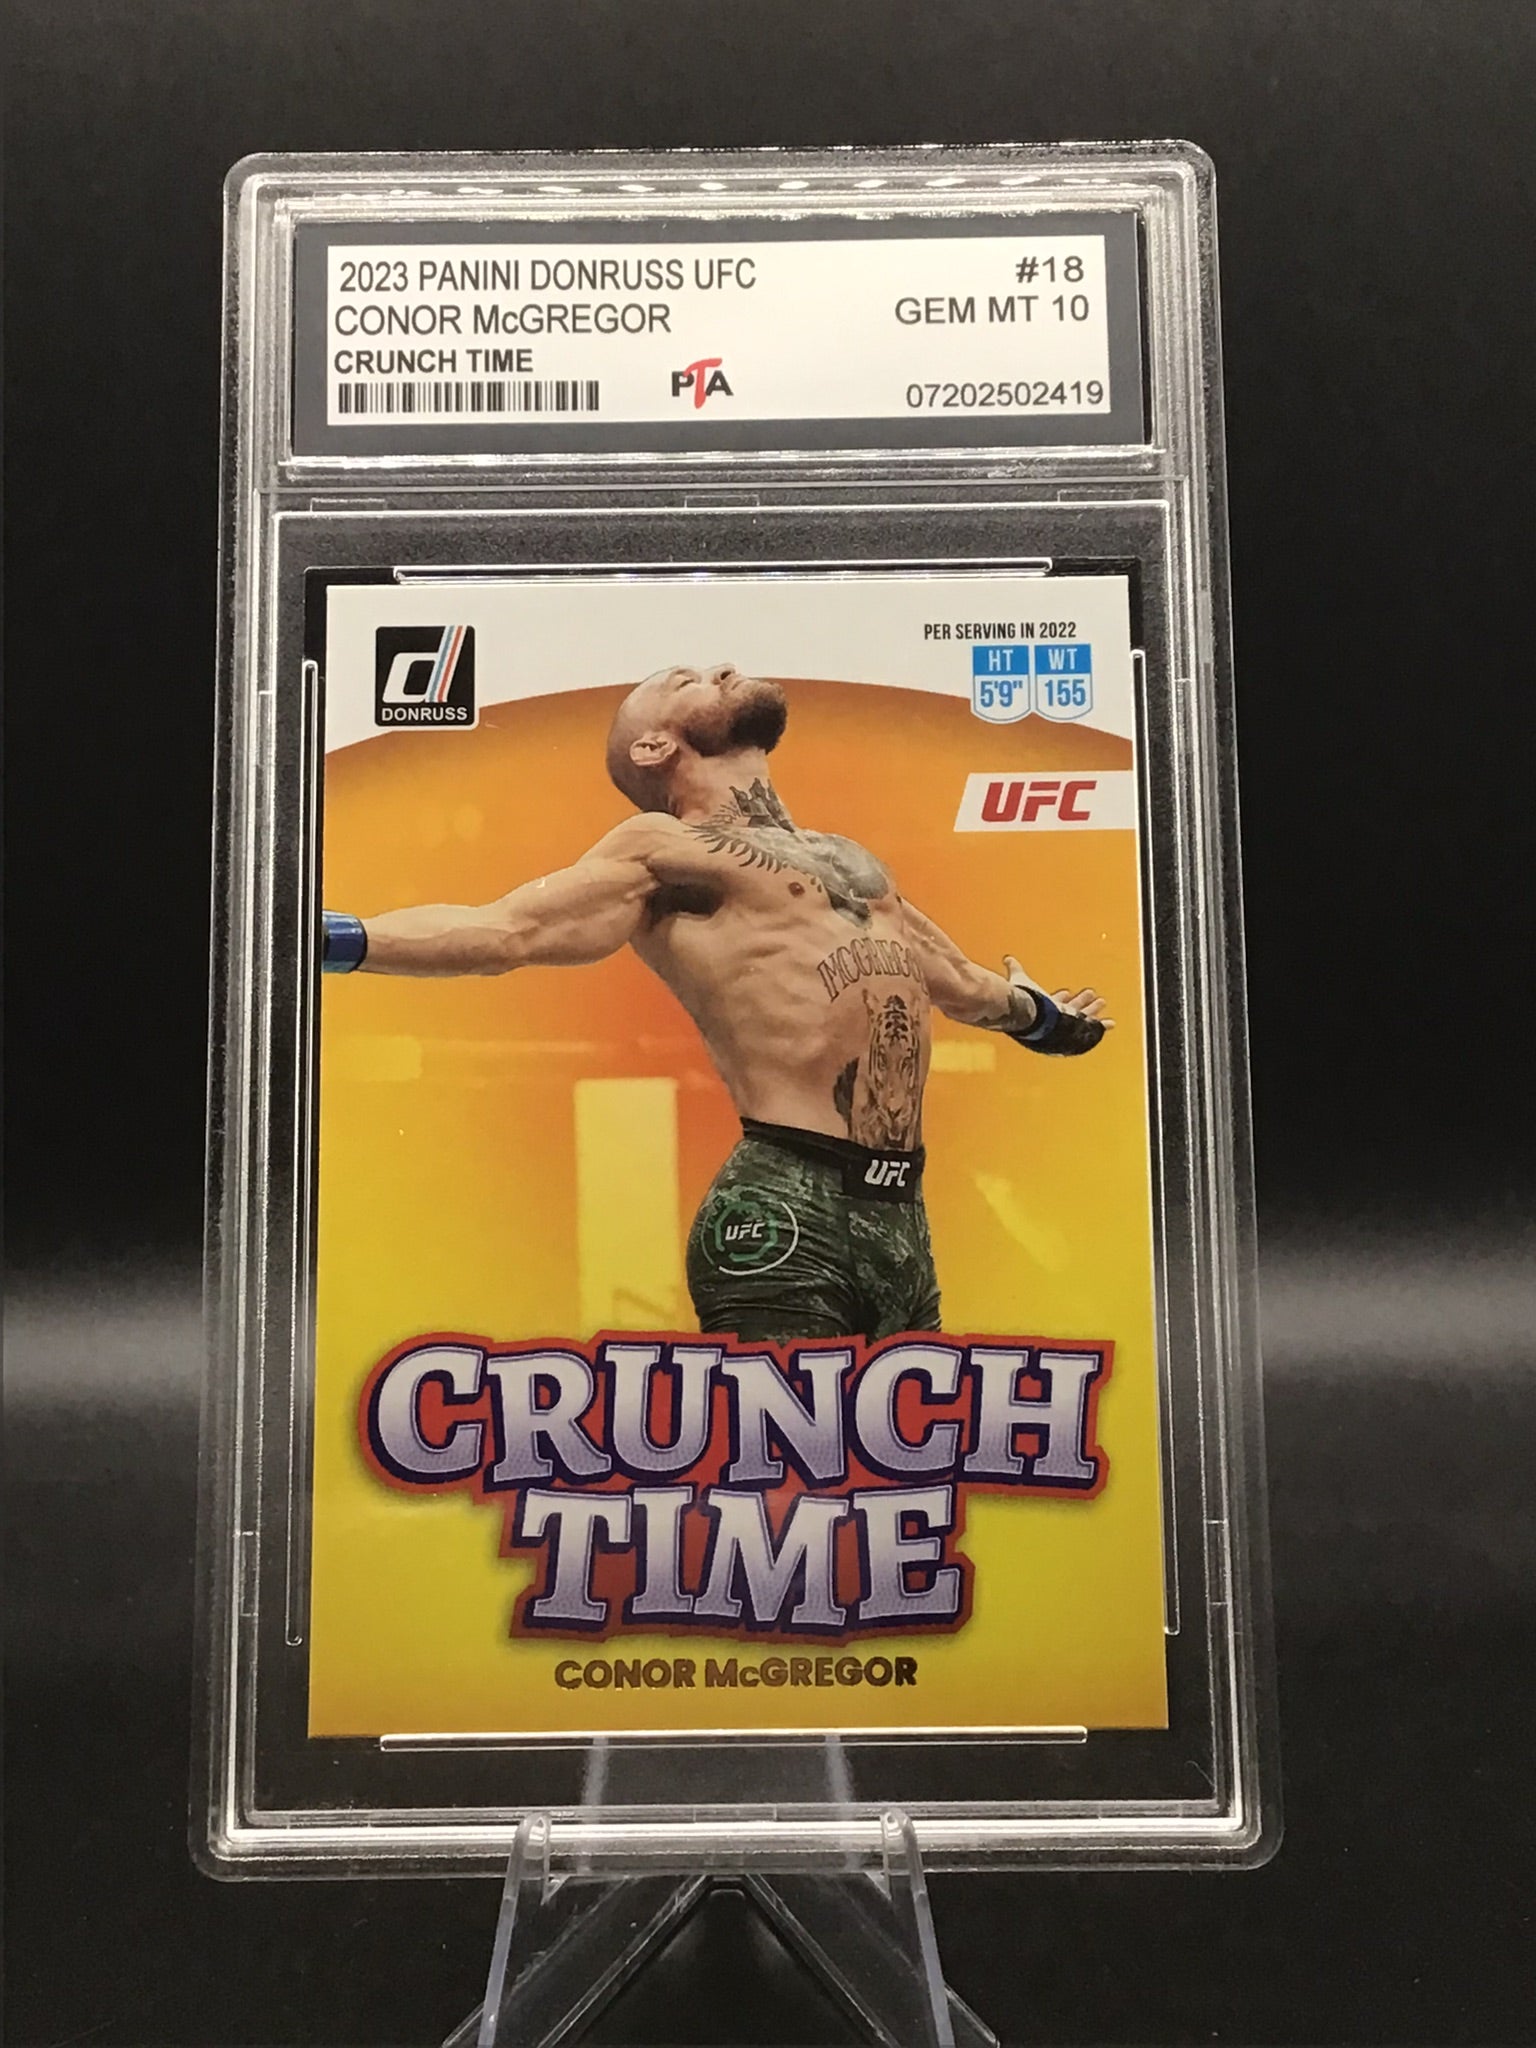 2023 PANINI DONRUSS UFC
#18
CONOR McGREGOR
GEM MT 10
CRUNCH TIME
PTA
07202502419
d
DONRUSS
PER SERVING IN 2022
HT WT
5'9" 155
UFC
MCGREGO
UFC
UFC
CRUNCH
TIME
CONOR McGREGOR